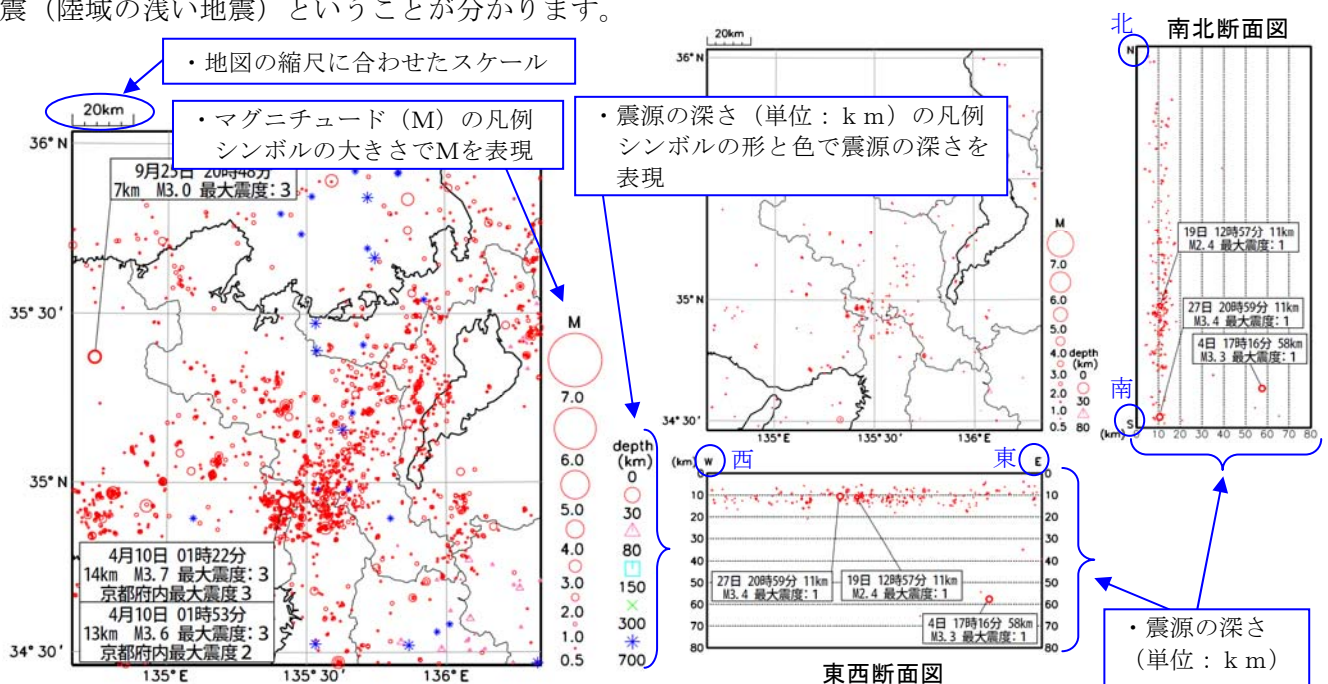 震（陸域の浅い地震）ということが分かります。
・地図の縮尺に合わせたスケール
20km
・マグニチュード（M）の凡例
シンボルの大きさでMを表現
・震源の深さ（単位：ｋｍ）の凡例
シンボルの形と色で震源の深さを
表現
36°N
35°30′
35°N
34°30′
135°E
135°30′
136°E
9月25日 20時48分
7km M3.0 最大震度：3
4月10日 01時22分
14km M3.7 最大震度：3
京都府内最大震度3
4月10日 01時53分
13km M3.6 最大震度：3
京都府内最大震度2
M
7.0
6.0
5.0
4.0
3.0
2.0
1.0
0.5
depth
(km)
0
30
80
150
300
700
20km
36°N
35°N
34°30′
135°E
135°30′
136°E
M
7.0
6.0
5.0
4.0
3.0
2.0
1.0
0.5
depth
(km)
0
30
80
北
南北断面図
N
19日 12時57分 11km
M2.4 最大震度：1
27日 20時59分 11km
M3.4 最大震度：1
4日 17時16分 58km
M3.3 最大震度：1
南
S
(km)
0 10 20 30 40 50 60 70 80
(km) W 西
東 E
0
10
20
30
40
50
60
70
80
0
10
20
30
40
50
60
70
80
27日 20時59分 11km
M3.4 最大震度：1
19日 12時57分 11km
M2.4 最大震度：1
4日 17時16分 58km
M3.3 最大震度：1
東西断面図
・震源の深さ
（単位：ｋｍ）